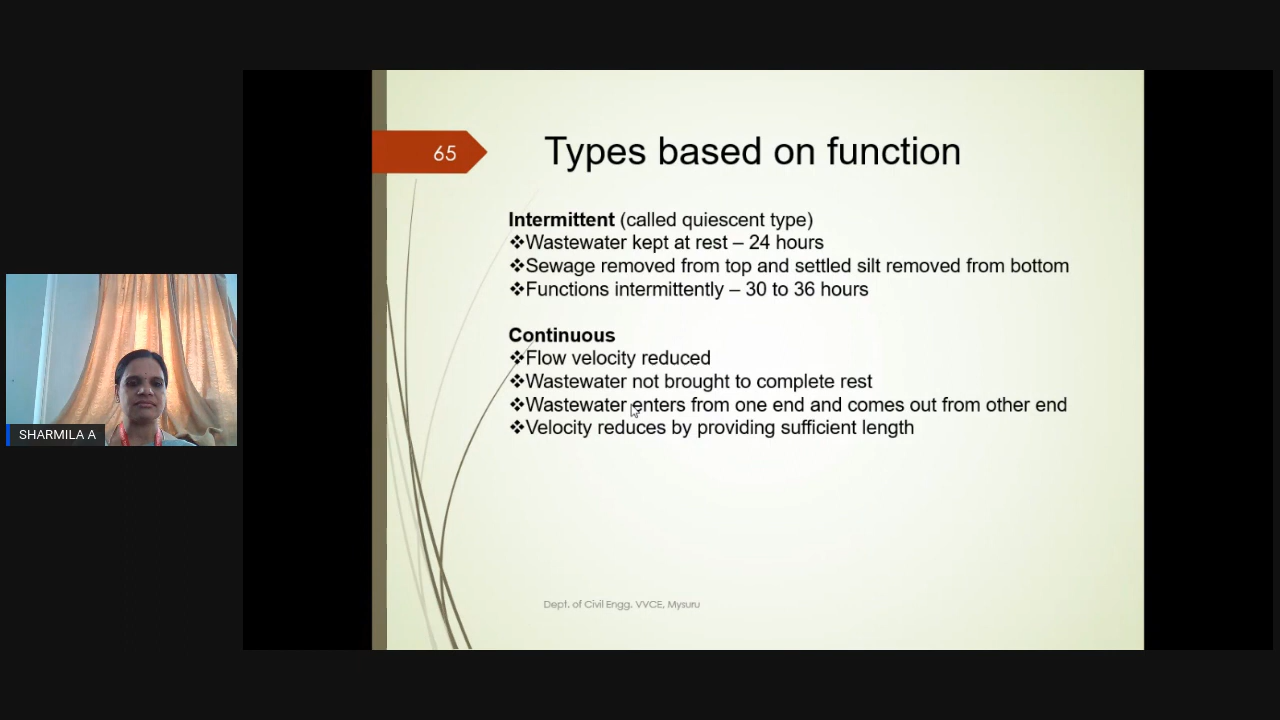 65
Types based on function
Intermittent (called quiescent type)
❖Wastewater kept at rest – 24 hours
❖Sewage removed from top and settled silt removed from bottom
❖Functions intermittently – 30 to 36 hours
Continuous
❖Flow velocity reduced
❖Wastewater not brought to complete rest
❖Wastewater enters from one end and comes out from other end
❖Velocity reduces by providing sufficient length
SHARMILA A
Dept. of Civil Engg. VVCE, Mysuru